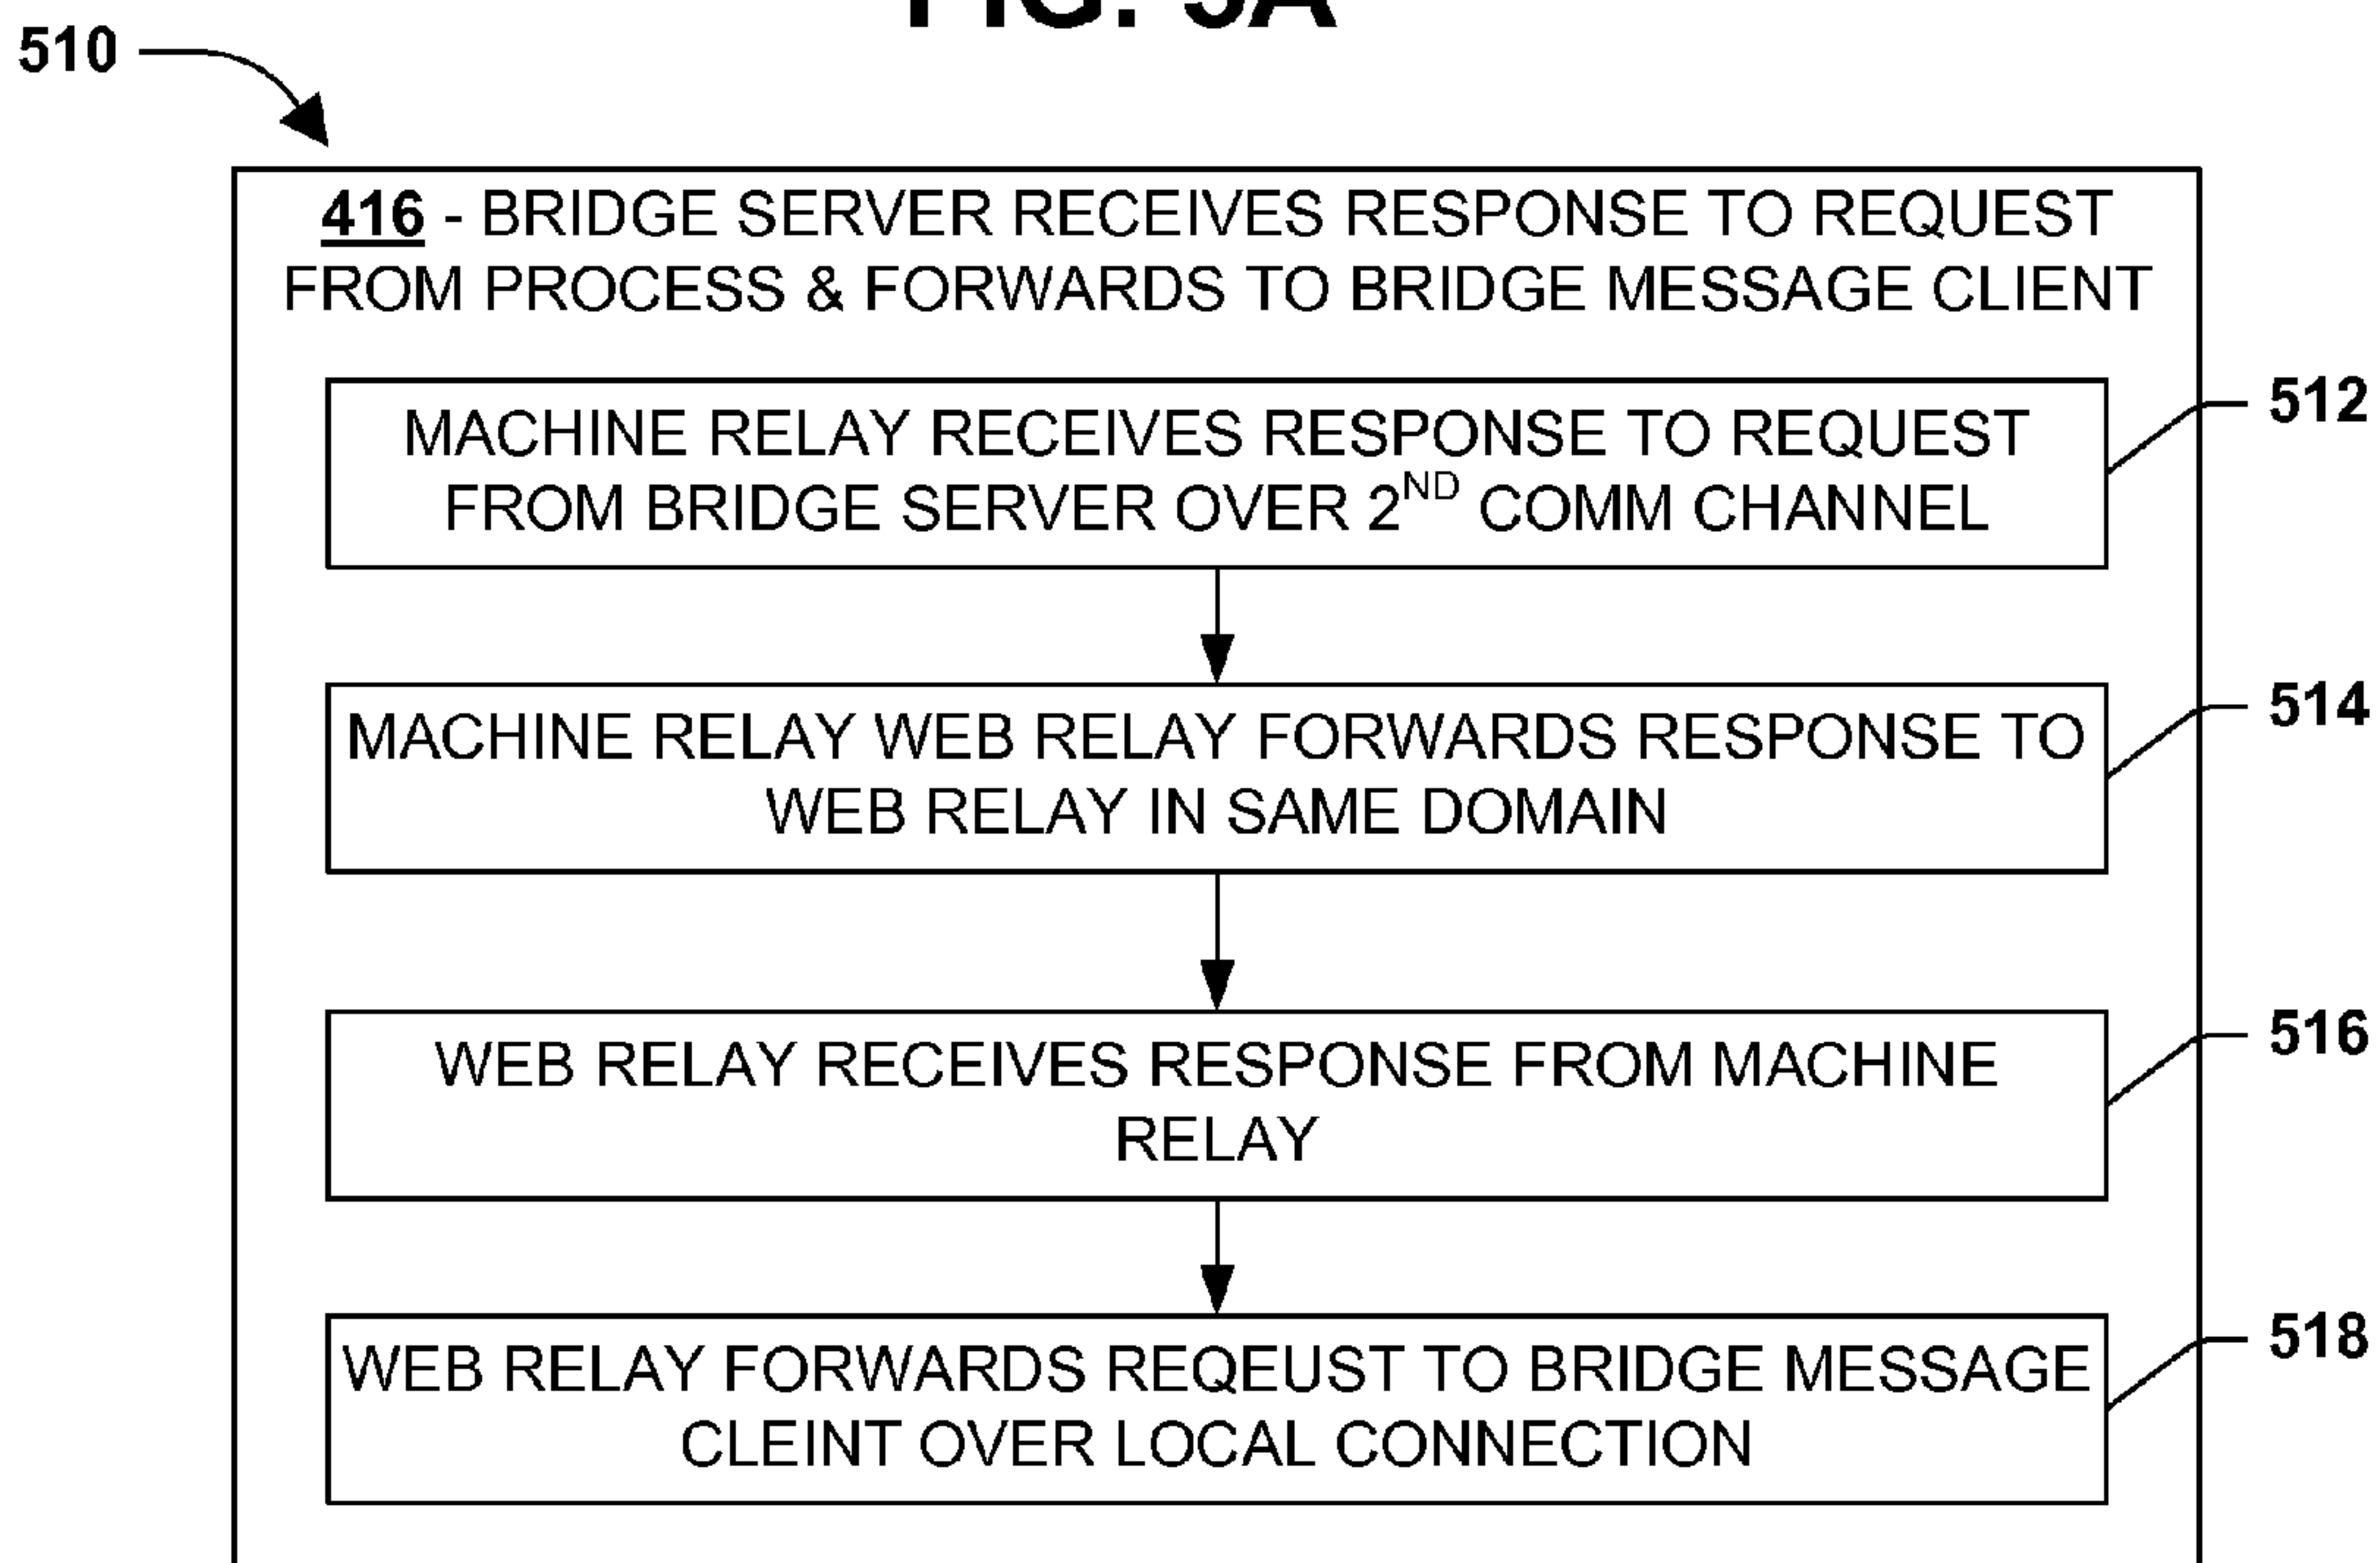 FIG. 5A
510
416 - BRIDGE SERVER RECEIVES RESPONSE TO REQUEST
FROM PROCESS & FORWARDS TO BRIDGE MESSAGE CLIENT
512
MACHINE RELAY RECEIVES RESPONSE TO REQUEST
FROM BRIDGE SERVER OVER 2ND COMM CHANNEL
514
MACHINE RELAY WEB RELAY FORWARDS RESPONSE TO
WEB RELAY IN SAME DOMAIN
516
WEB RELAY RECEIVES RESPONSE FROM MACHINE
RELAY
518
WEB RELAY FORWARDS REQEUST TO BRIDGE MESSAGE
CLEINT OVER LOCAL CONNECTION